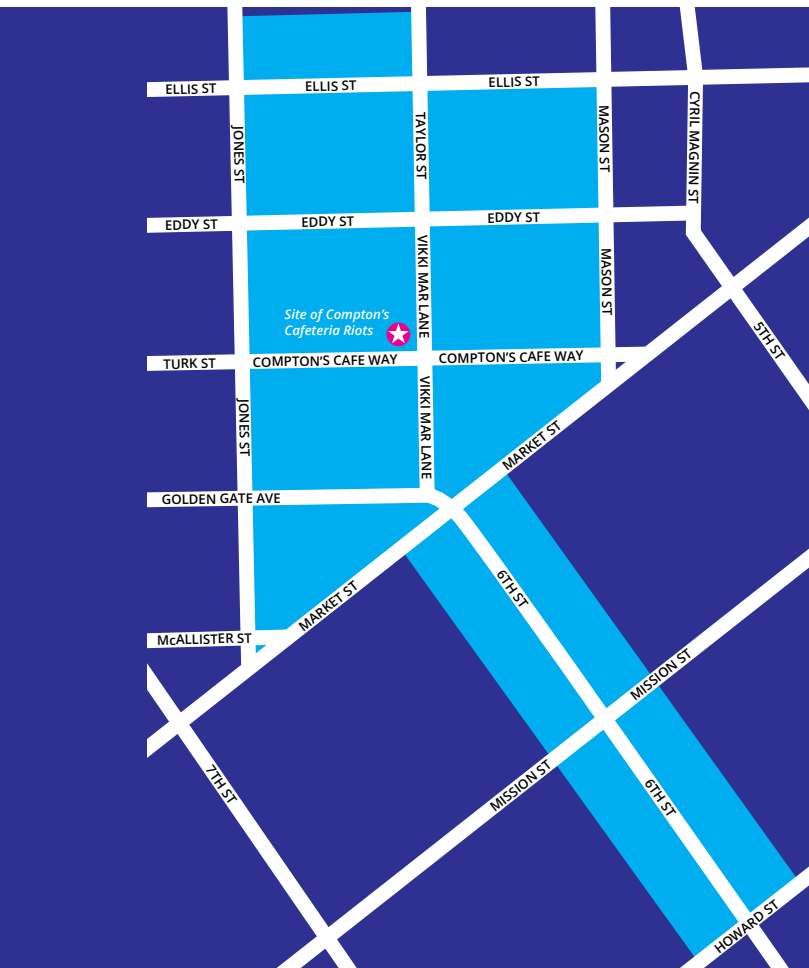 ELLIS ST
ELLIS ST
ELLIS ST
JONES ST
TAYLOR ST
MASON ST
CYRIL MAGNIN ST
EDDY ST
EDDY ST
EDDY ST
VIKKI MAR LANE
MASON ST
Site of Compton's
Cafeteria Riots
5TH ST
TURK ST
COMPTON'S CAFE WAY
COMPTON'S CAFE WAY
JONES ST
VIKKI MAR LANE
MARKET ST
GOLDEN GATE AVE
6TH ST
MARKET ST
McALLISTER ST
MISSION ST
7TH ST
MISSION ST
6TH ST
HOWARD ST